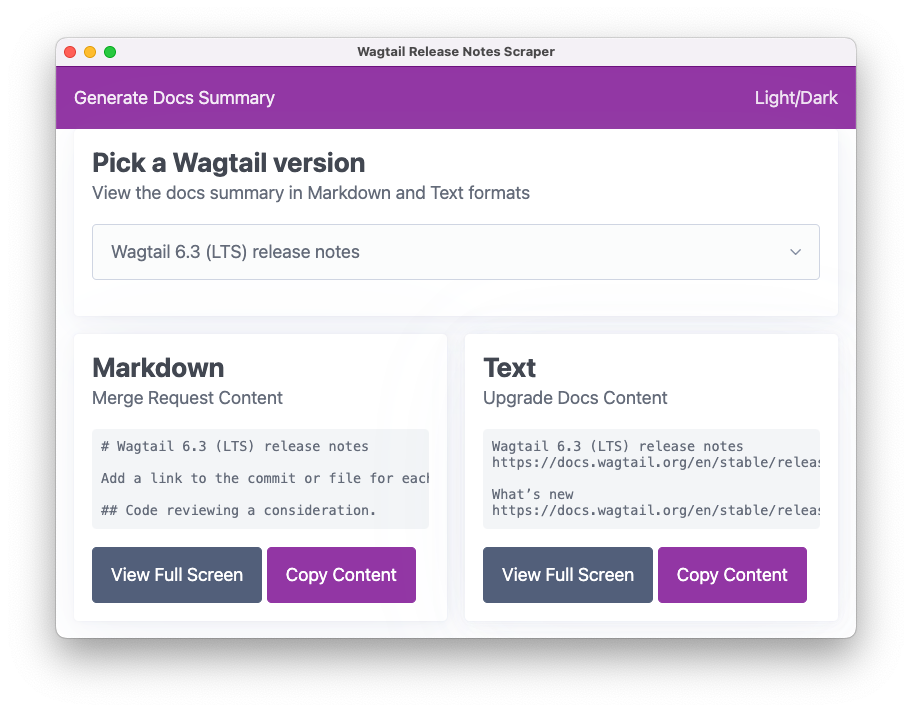 Wagtail Release Notes Scraper
Generate Docs Summary
Light/Dark
Pick a Wagtail version
View the docs summary in Markdown and Text formats
Wagtail 6.3 (LTS) release notes
Markdown
Merge Request Content
# Wagtail 6.3 (LTS) release notes
Add a link to the commit or file for each
## Code reviewing a consideration.
View Full Screen
Copy Content
Text
Upgrade Docs Content
Wagtail 6.3 (LTS) release notes
https://docs.wagtail.org/en/stable/releas
What’s new
https://docs.wagtail.org/en/stable/releas
View Full Screen
Copy Content